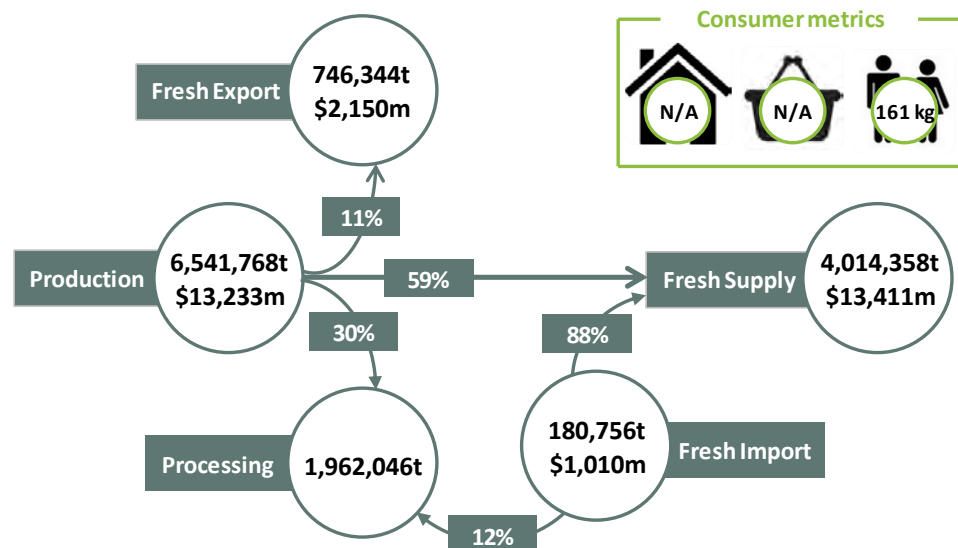 Consumer metrics
N/A
N/A
161 kg
Fresh Export
746,344t
$2,150m
11%
Production
6,541,768t
$13,233m
59%
Fresh Supply
4,014,358t
$13,411m
30%
88%
Processing
1,962,046t
180,756t
$1,010m
Fresh Import
12%